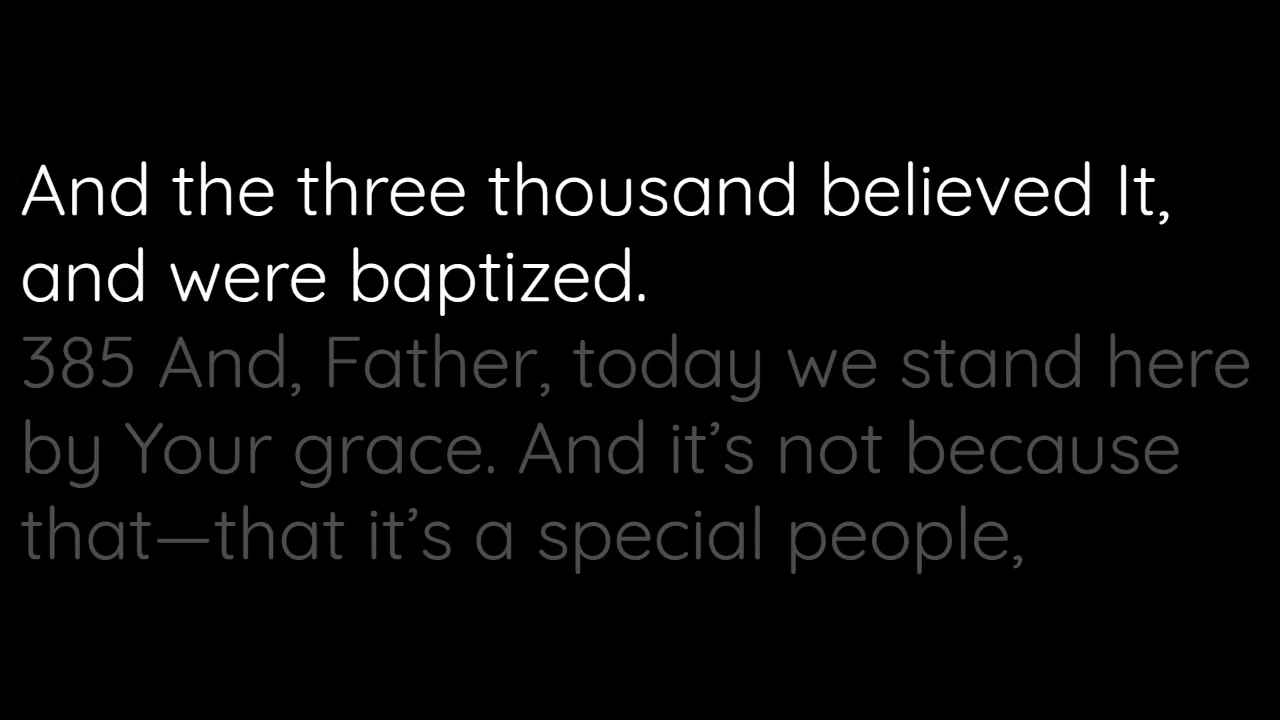 And the three thousand believed It,
and were baptized.
385 And, Father, today we stand here
by Your grace. And it’s not because
that—that it’s a special people,